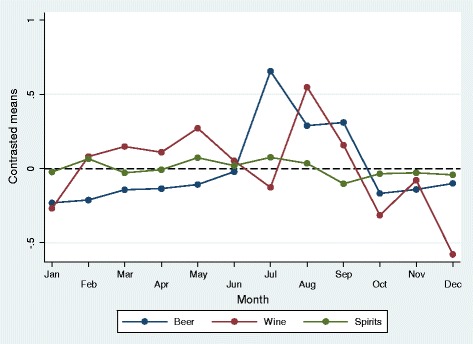 Contrasted means
1
.5
0
-.5
Jan Mar May Jul Sep Nov
Feb Apr Jun Aug Oct Dec
Month
Beer Wine Spirits